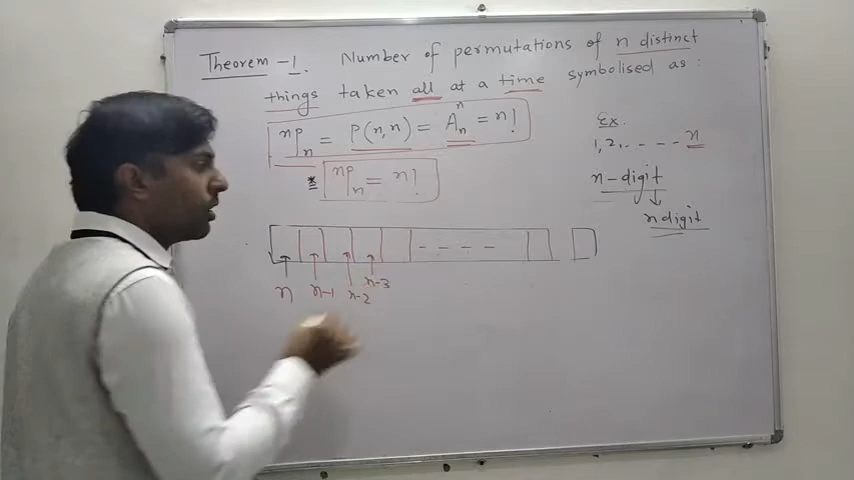 Theorem-1. Number of permutations of n distinct
things taken all at a time symbolised as:
nPn = P(n,n) = Aⁿₙ = n!
* nPn = n!
Ex.
1, 2, - - - - n
n-digit
n digit
- - - -
n n-1 n-2 n-3